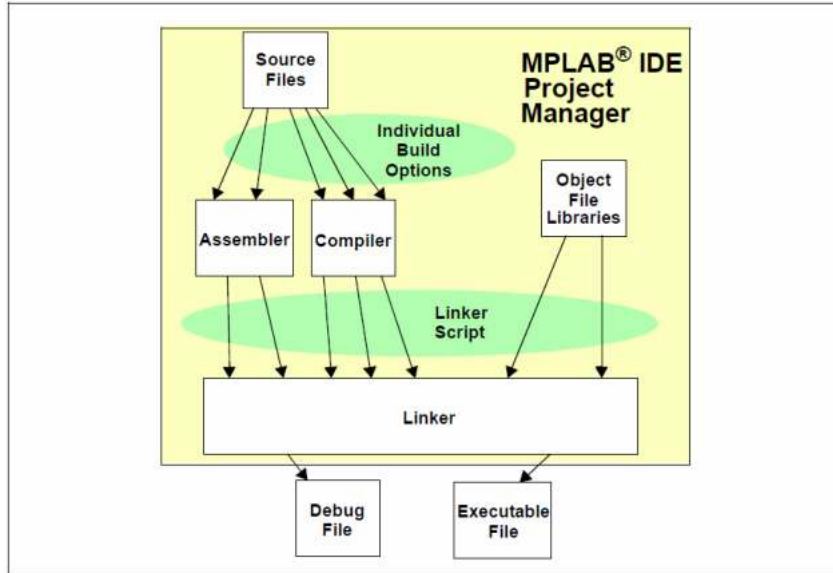 Source
Files
MPLAB® IDE
Project
Manager
Individual
Build
Options
Object
File
Libraries
Assembler
Compiler
Linker
Script
Linker
Debug
File
Executable
File